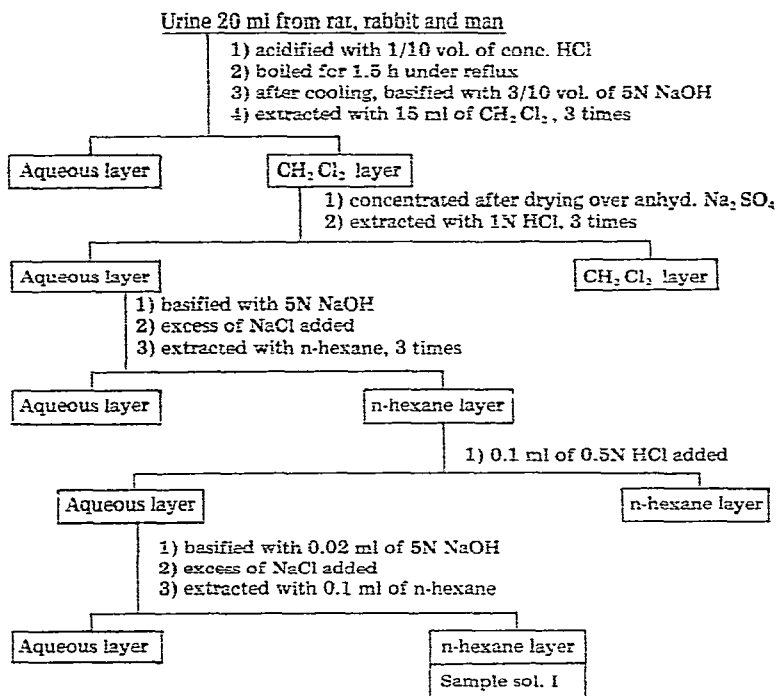 Urine 20 ml from rat, rabbit and man
1) acidified with 1/10 vol. of conc. HCl
2) boiled for 1.5 h under reflux
3) after cooling, basified with 3/10 vol. of 5N NaOH
4) extracted with 15 ml of CH₂Cl₂, 3 times
Aqueous layer
CH₂Cl₂ layer
1) concentrated after drying over anhyd. Na₂SO₄
2) extracted with 1N HCl, 3 times
Aqueous layer
CH₂Cl₂ layer
1) basified with 5N NaOH
2) excess of NaCl added
3) extracted with n-hexane, 3 times
Aqueous layer
n-hexane layer
1) 0.1 ml of 0.5N HCl added
Aqueous layer
n-hexane layer
1) basified with 0.02 ml of 5N NaOH
2) excess of NaCl added
3) extracted with 0.1 ml of n-hexane
Aqueous layer
n-hexane layer
Sample sol. I